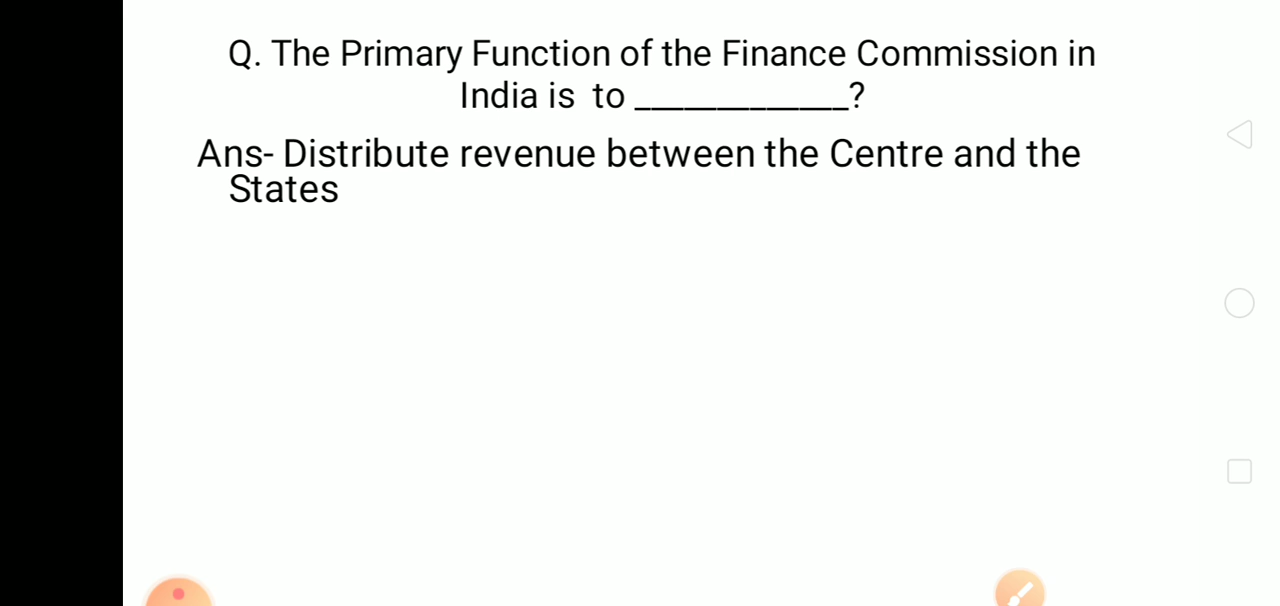 Q. The Primary Function of the Finance Commission in
India is to _____________?
Ans- Distribute revenue between the Centre and the
States